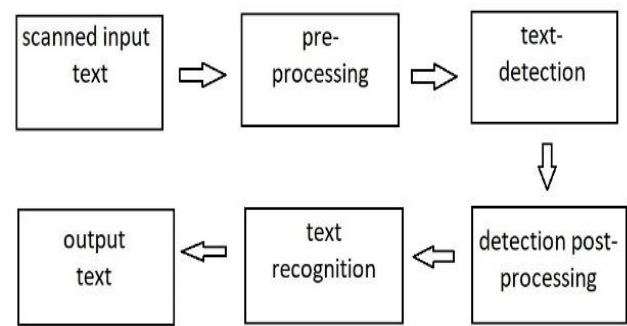 scanned input
text
pre-
processing
text-
detection
detection post-
processing
text
recognition
output
text